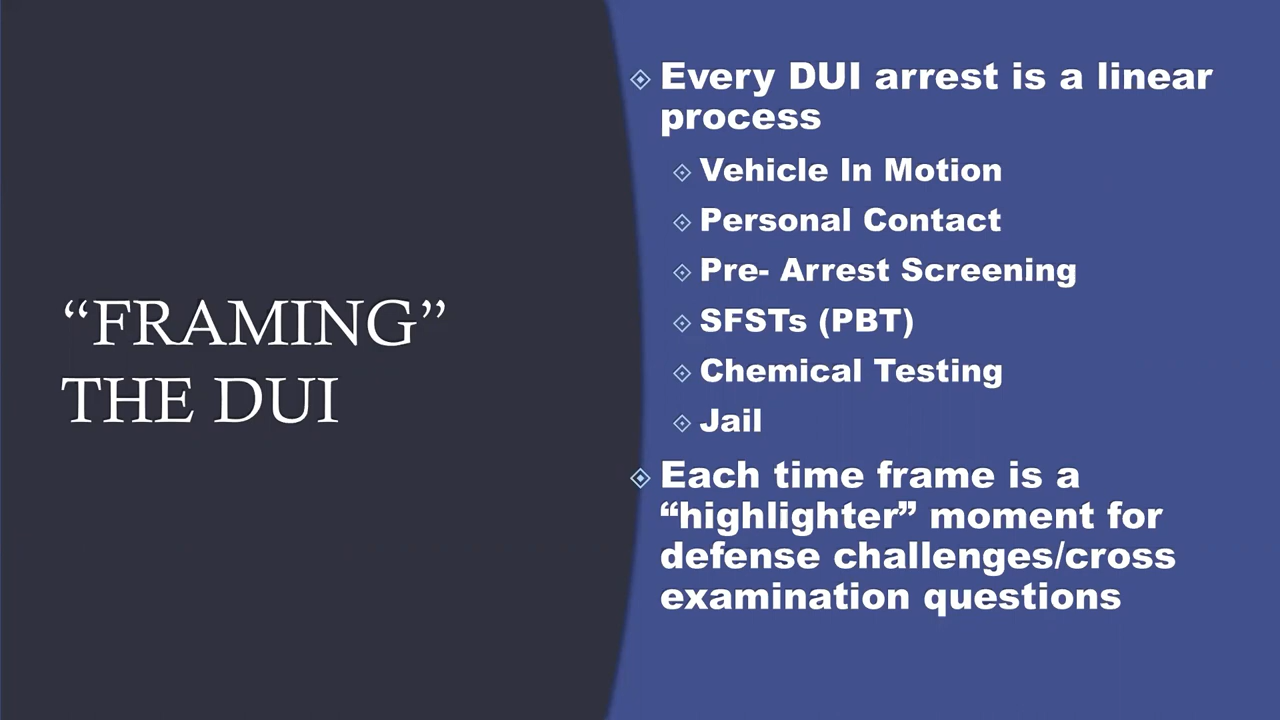 “FRAMING”
THE DUI
Every DUI arrest is a linear
process
Vehicle In Motion
Personal Contact
Pre- Arrest Screening
SFSTs (PBT)
Chemical Testing
Jail
Each time frame is a
“highlighter” moment for
defense challenges/cross
examination questions